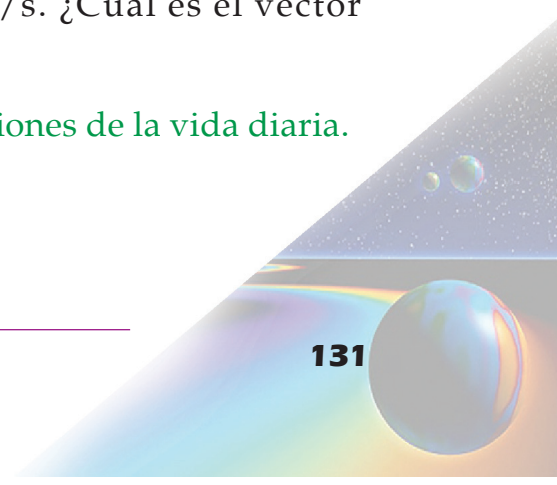 /s. ¿Cuál es el vector
iones de la vida diaria.
131